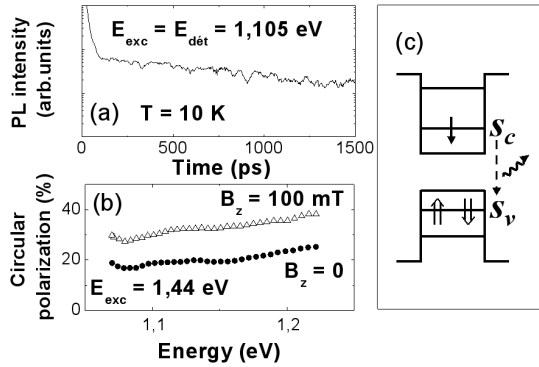 PL intensity
(arb.units)
E_exc = E_dét = 1,105 eV
(a)
T = 10 K
0 500 1000 1500
Time (ps)
Circular
polarization (%)
(b)
B_z = 100 mT
40
20
0
B_z = 0
E_exc = 1,44 eV
1,1 1,2
Energy (eV)
(c)
S_c
S_v